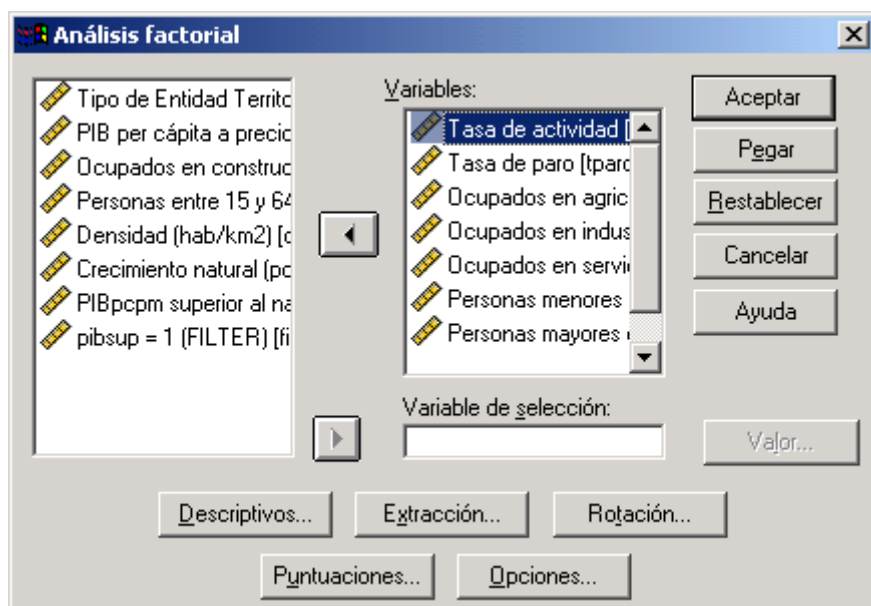 Análisis factorial
Tipo de Entidad Territo
PIB per cápita a precio
Ocupados en construc
Personas entre 15 y 64
Densidad (hab/km2) [d
Crecimiento natural (po
PIBpcpm superior al na
pibsup = 1 (FILTER) [fi
Variables:
Tasa de actividad [
Tasa de paro [tparo
Ocupados en agric
Ocupados en indus
Ocupados en servic
Personas menores
Personas mayores d
Variable de selección:
Aceptar
Pegar
Restablecer
Cancelar
Ayuda
Valor...
Descriptivos...
Extracción...
Rotación...
Puntuaciones...
Opciones...